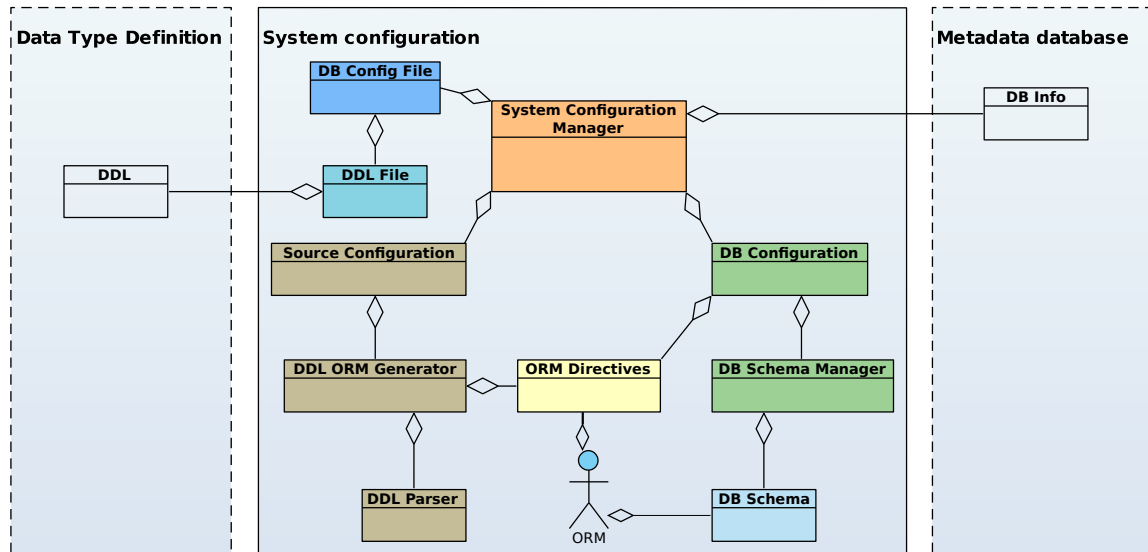 Data Type Definition
System configuration
Metadata database
DB Config File
System Configuration
Manager
DB Info
DDL
DDL File
Source Configuration
DB Configuration
DDL ORM Generator
ORM Directives
DB Schema Manager
DDL Parser
DB Schema
ORM